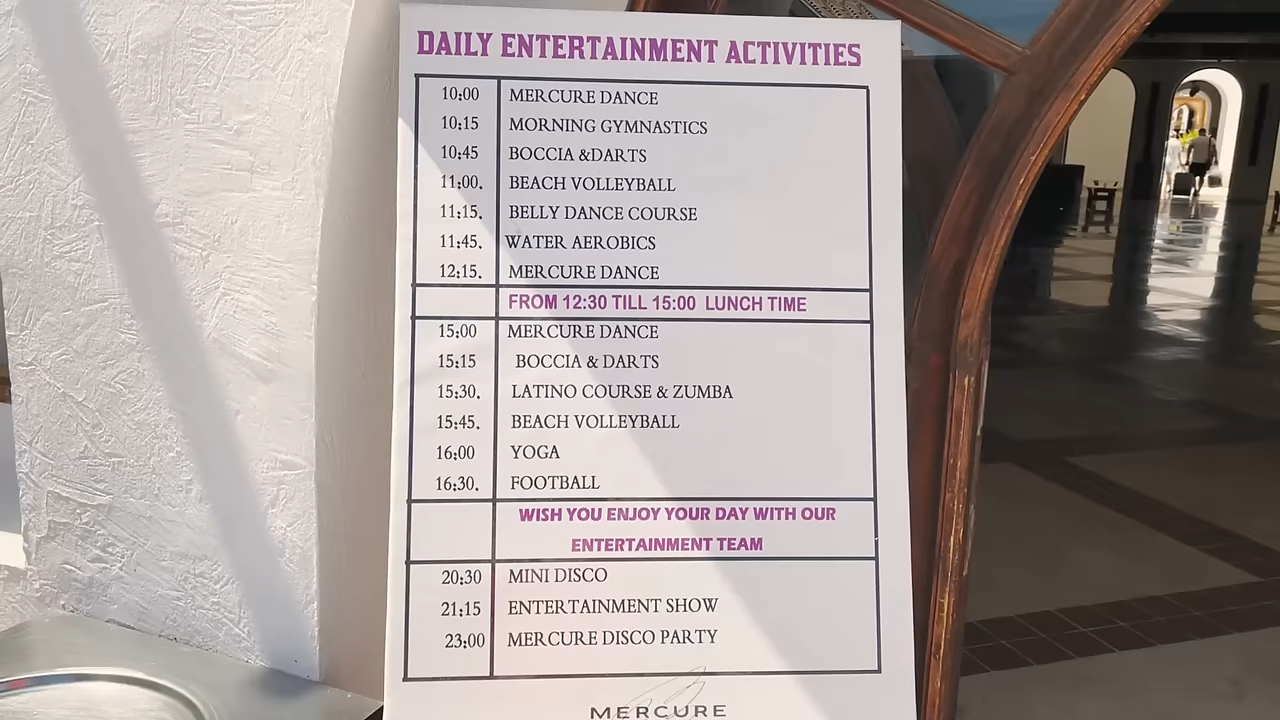 DAILY ENTERTAINMENT ACTIVITIES
10:00 MERCURE DANCE
10:15 MORNING GYMNASTICS
10:45 BOCCIA &DARTS
11:00. BEACH VOLLEYBALL
11:15. BELLY DANCE COURSE
11:45. WATER AEROBICS
12:15. MERCURE DANCE
FROM 12:30 TILL 15:00 LUNCH TIME
15:00 MERCURE DANCE
15:15 BOCCIA & DARTS
15:30. LATINO COURSE & ZUMBA
15:45. BEACH VOLLEYBALL
16:00 YOGA
16:30. FOOTBALL
WISH YOU ENJOY YOUR DAY WITH OUR
ENTERTAINMENT TEAM
20:30 MINI DISCO
21:15 ENTERTAINMENT SHOW
23:00 MERCURE DISCO PARTY
MERCURE